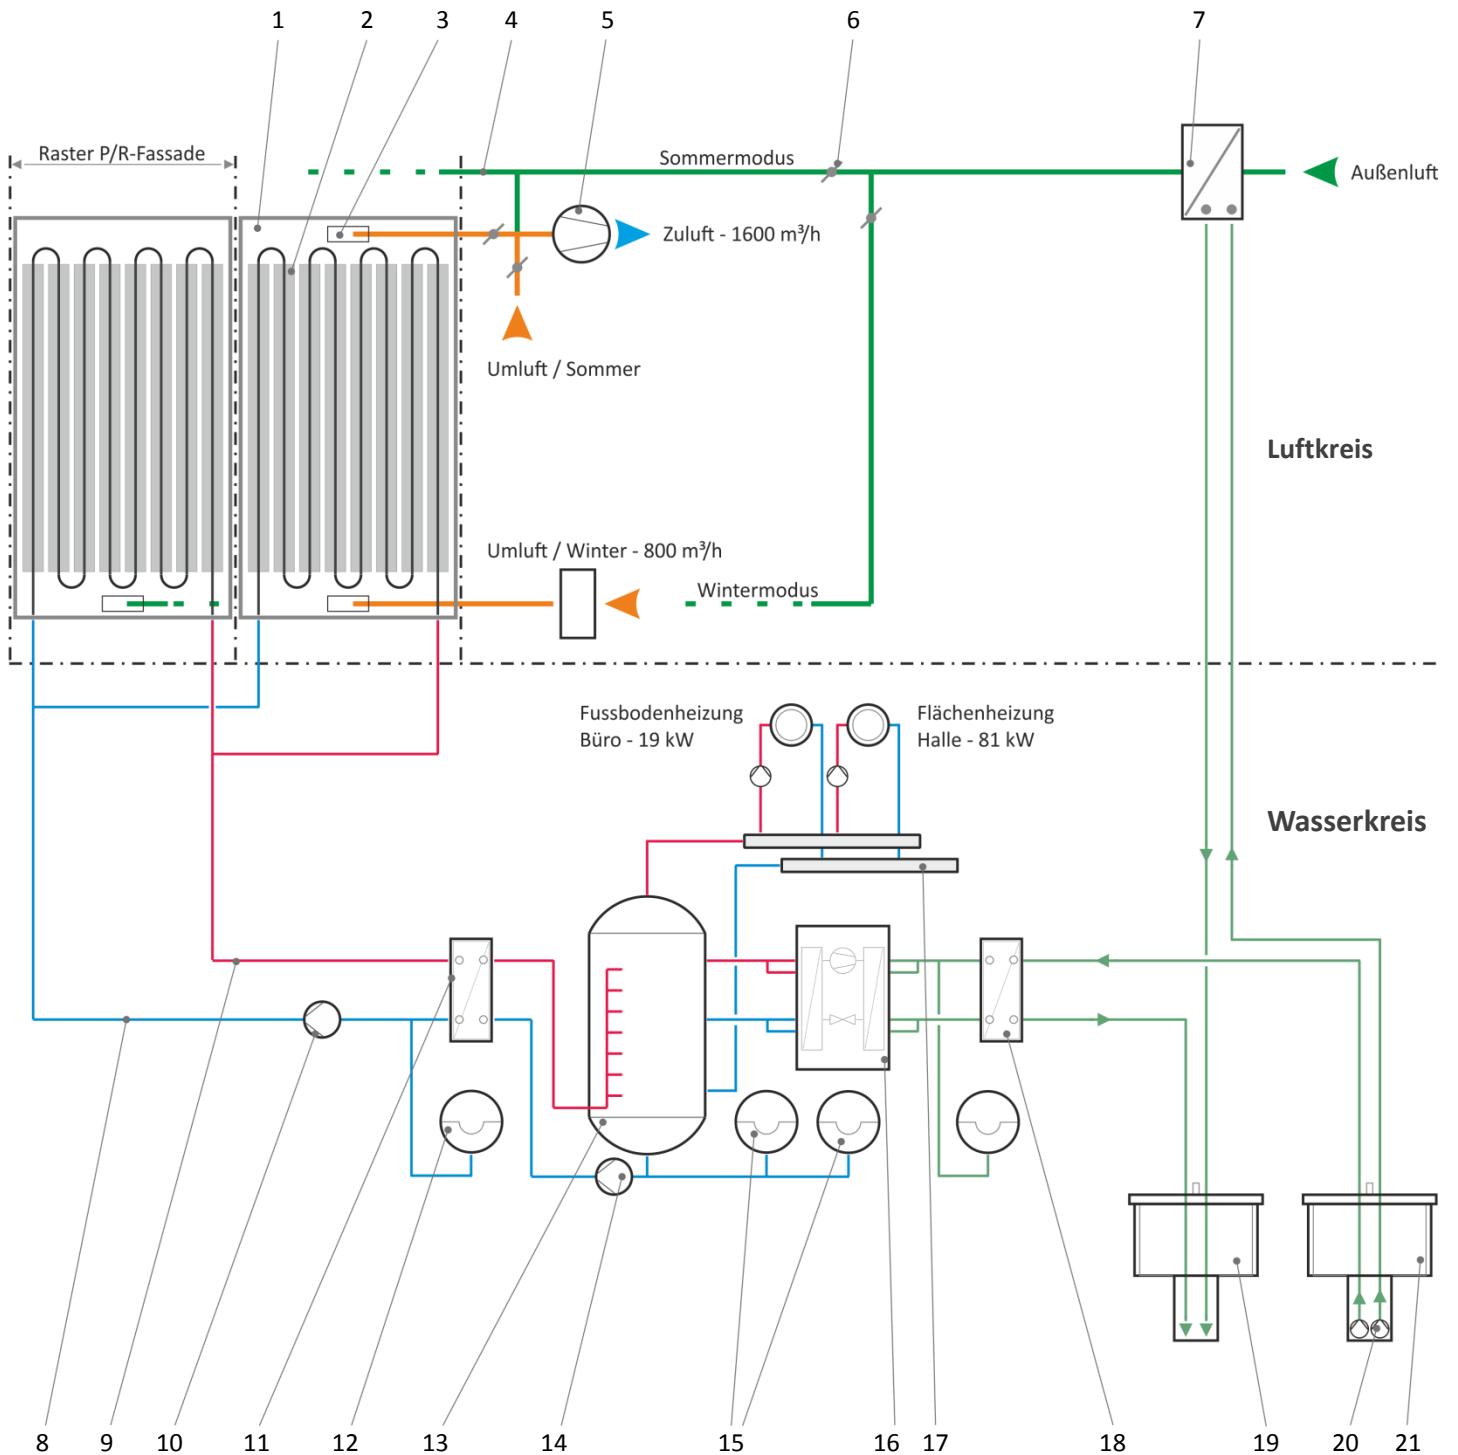 1 2 3 4 5 6 7
Raster P/R-Fassade
Sommermodus
Außenluft
Zuluft - 1600 m³/h
Umluft / Sommer
Luftkreis
Umluft / Winter - 800 m³/h
Wintermodus
Fussbodenheizung
Büro - 19 kW
Flächenheizung
Halle - 81 kW
Wasserkreis
8 9 10 11 12 13 14 15 16 17 18 19 20 21